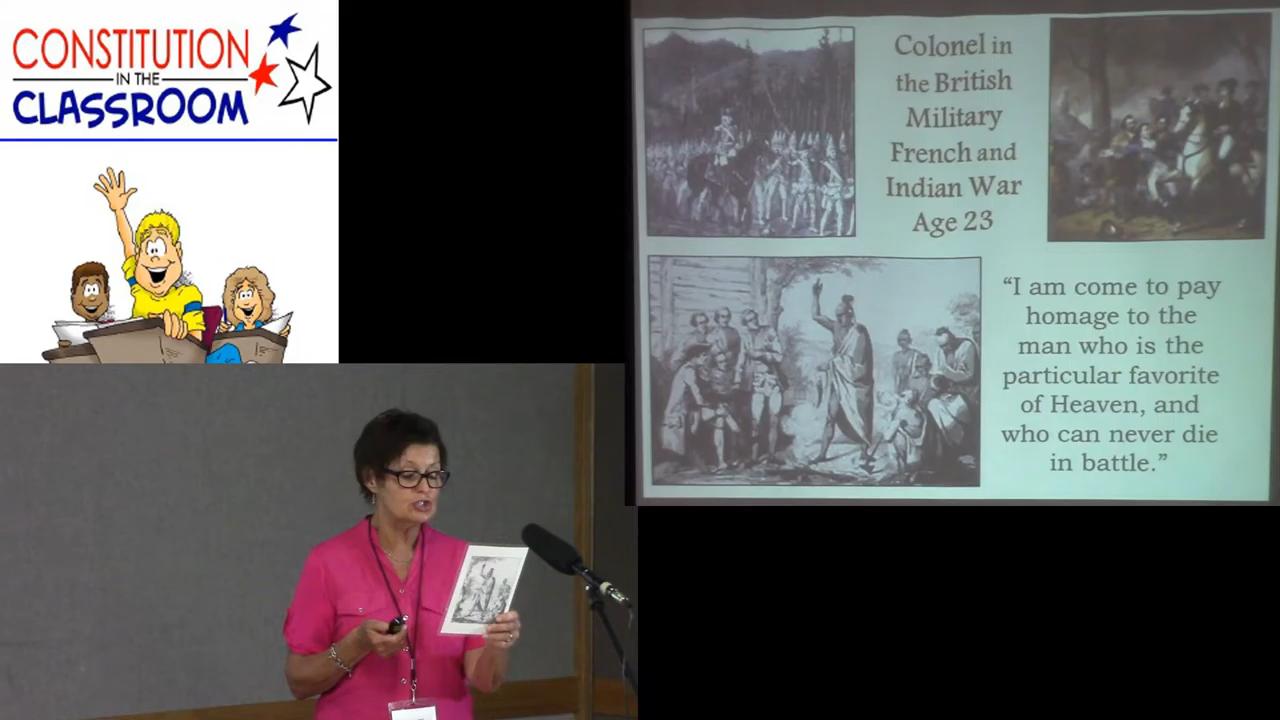 CONSTITUTION
IN THE
CLASSROOM
Colonel in
the British
Military
French and
Indian War
Age 23
“I am come to pay
homage to the
man who is the
particular favorite
of Heaven, and
who can never die
in battle.”